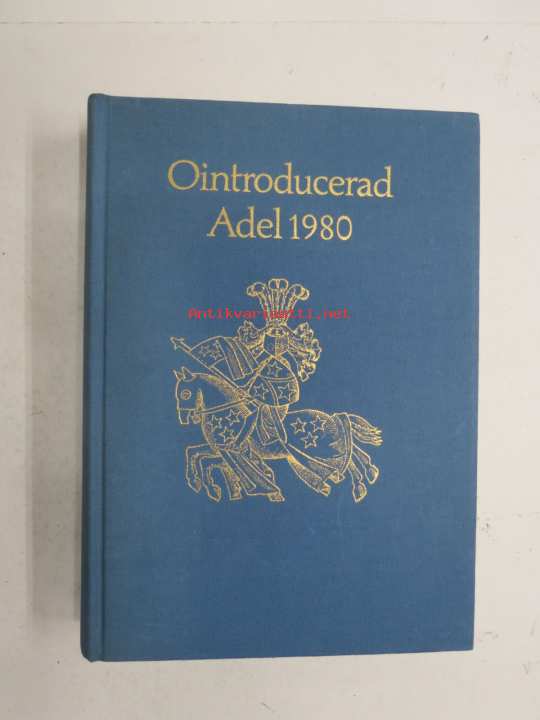 Ointroducerad
Adel 1980
Antikvariaatti.net